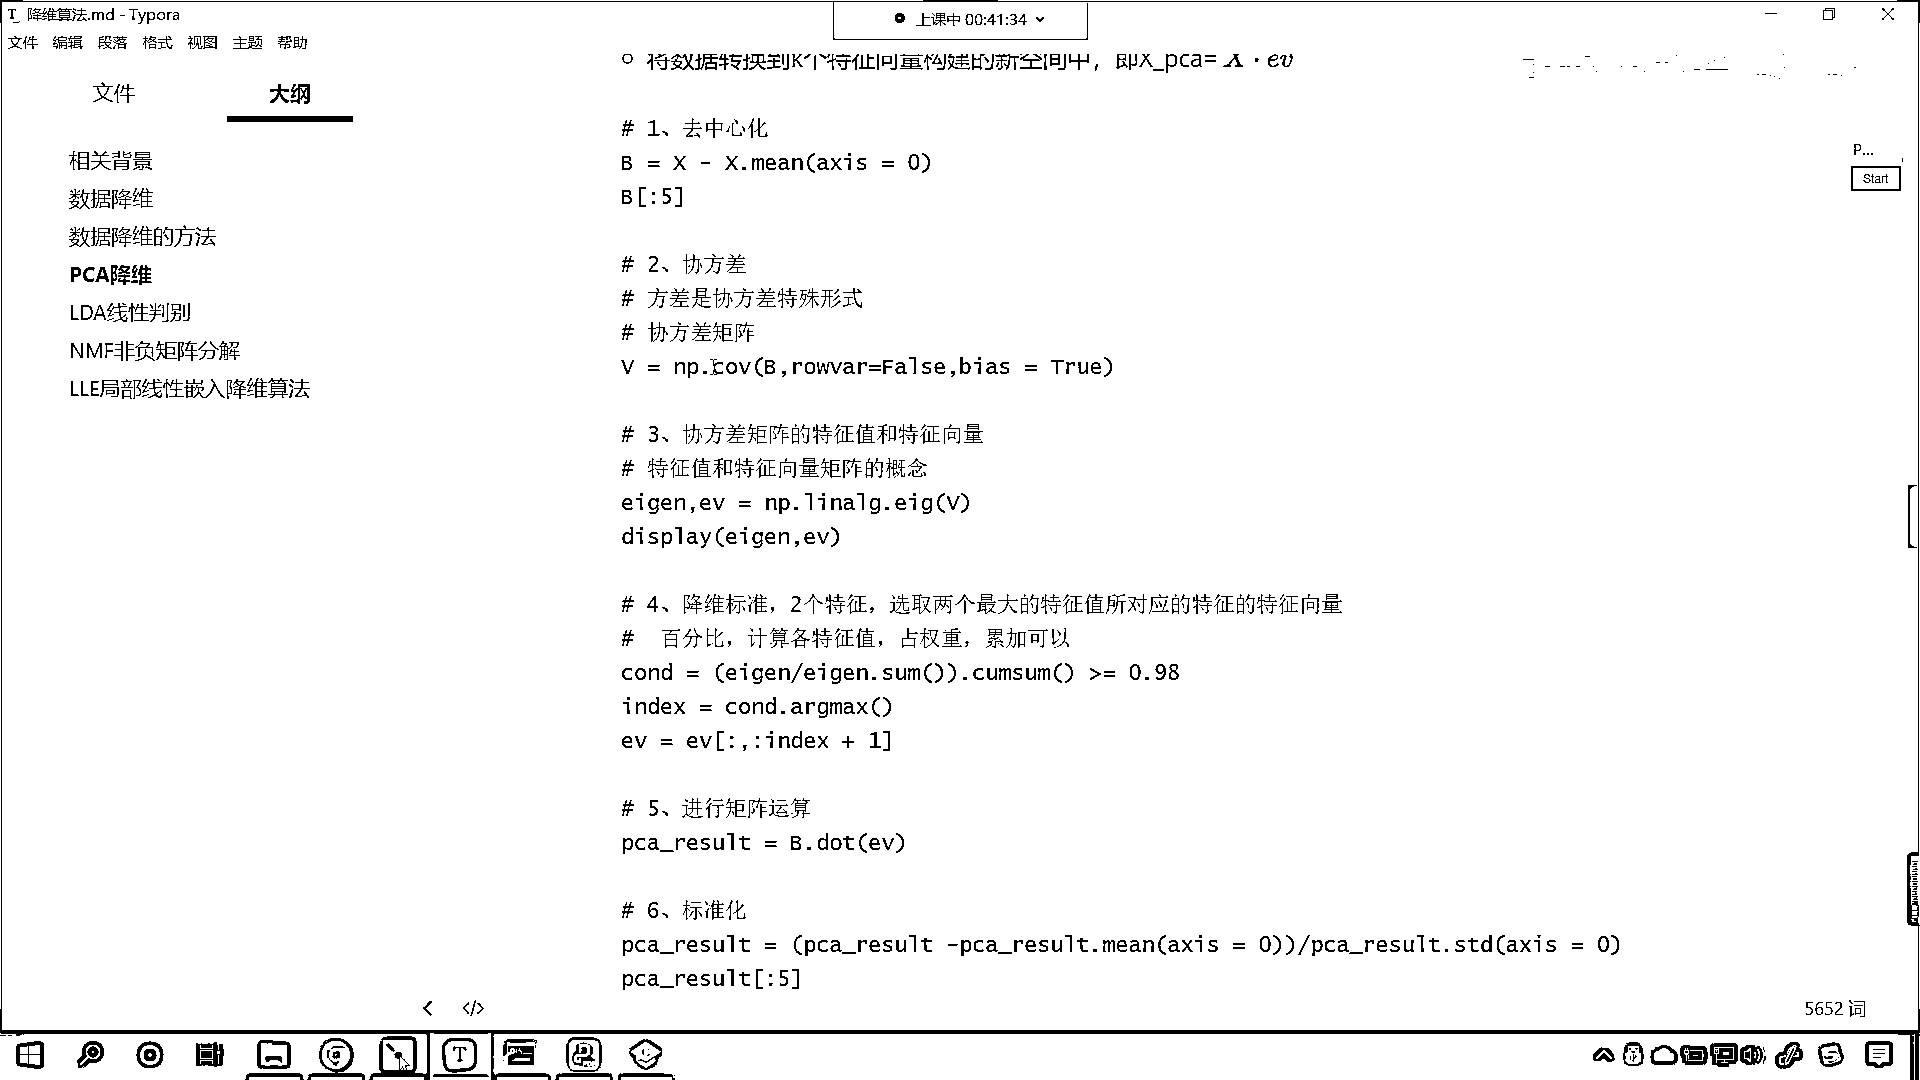 降维算法.md - Typora
上课中 00:41:34
文件 编辑 段落 格式 视图 主题 帮助
文件 大纲
相关背景
数据降维
数据降维的方法
PCA降维
LDA线性判别
NMF非负矩阵分解
LLE局部线性嵌入降维算法
将数据转换到k个特征向量构建的新空间中，即X_pca= X · ev
# 1、去中心化
B = X - X.mean(axis = 0)
B[:5]
# 2、协方差
# 方差是协方差特殊形式
# 协方差矩阵
V = np.cov(B,rowvar=False,bias = True)
# 3、协方差矩阵的特征值和特征向量
# 特征值和特征向量矩阵的概念
eigen,ev = np.linalg.eig(V)
display(eigen,ev)
# 4、降维标准，2个特征，选取两个最大的特征值所对应的特征的特征向量
# 百分比，计算各特征值，占权重，累加可以
cond = (eigen/eigen.sum()).cumsum() >= 0.98
index = cond.argmax()
ev = ev[:,:index + 1]
# 5、进行矩阵运算
pca_result = B.dot(ev)
# 6、标准化
pca_result = (pca_result -pca_result.mean(axis = 0))/pca_result.std(axis = 0)
pca_result[:5]
P...
Start
5652 词